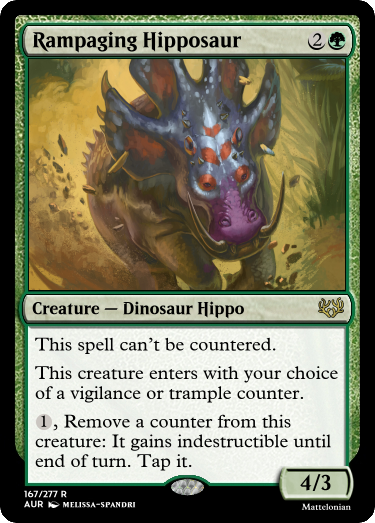 Rampaging Hipposaur 2
Creature — Dinosaur Hippo
This spell can't be countered.
This creature enters with your choice
of a vigilance or trample counter.
1, Remove a counter from this
creature: It gains indestructible until
end of turn. Tap it.
4/3
167/277 R
AUR MELISSA-SPANDRI
Mattelonian